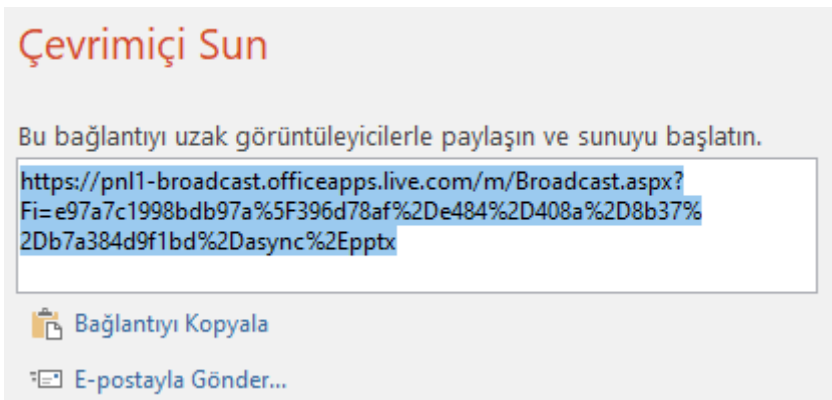 Çevrimiçi Sun
Bu bağlantıyı uzak görüntüleyicilerle paylaşın ve sunuyu başlatın.
https://pnl1-broadcast.officeapps.live.com/m/Broadcast.aspx?
Fi=e97a7c1998bdb97a%5F396d78af%2De484%2D408a%2D8b37%
2Db7a384d9f1bd%2Dasync%2Epptx
Bağlantıyı Kopyala
E-postayla Gönder...